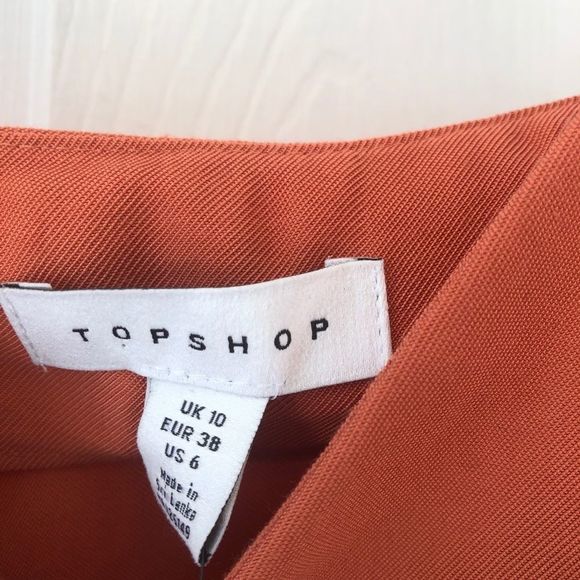 TOPSHOP
UK 10
EUR 38
US 6
Made in
Sri Lanka